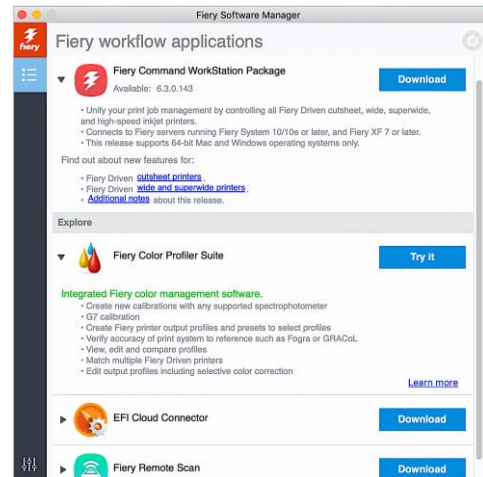 Fiery Software Manager
fiery
Fiery workflow applications
Fiery Command WorkStation Package
Available: 6.3.0.143
Download
• Unify your print job management by controlling all Fiery Driven cutsheet, wide, superwide,
and high-speed inkjet printers.
• Connects to Fiery servers running Fiery System 10/10e or later, and Fiery XF 7 or later.
• This release supports 64-bit Mac and Windows operating systems only.
Find out about new features for:
• Fiery Driven cutsheet printers.
• Fiery Driven wide and superwide printers.
• Additional notes about this release.
Explore
Fiery Color Profiler Suite
Try it
Integrated Fiery color management software.
• Create new calibrations with any supported spectrophotometer
• G7 calibration
• Create Fiery printer output profiles and presets to select profiles
• Verify accuracy of print system to reference such as Fogra or GRACoL
• View, edit and compare profiles
• Match multiple Fiery Driven printers
• Edit output profiles including selective color correction
Learn more
EFI Cloud Connector
Download
Fiery Remote Scan
Download